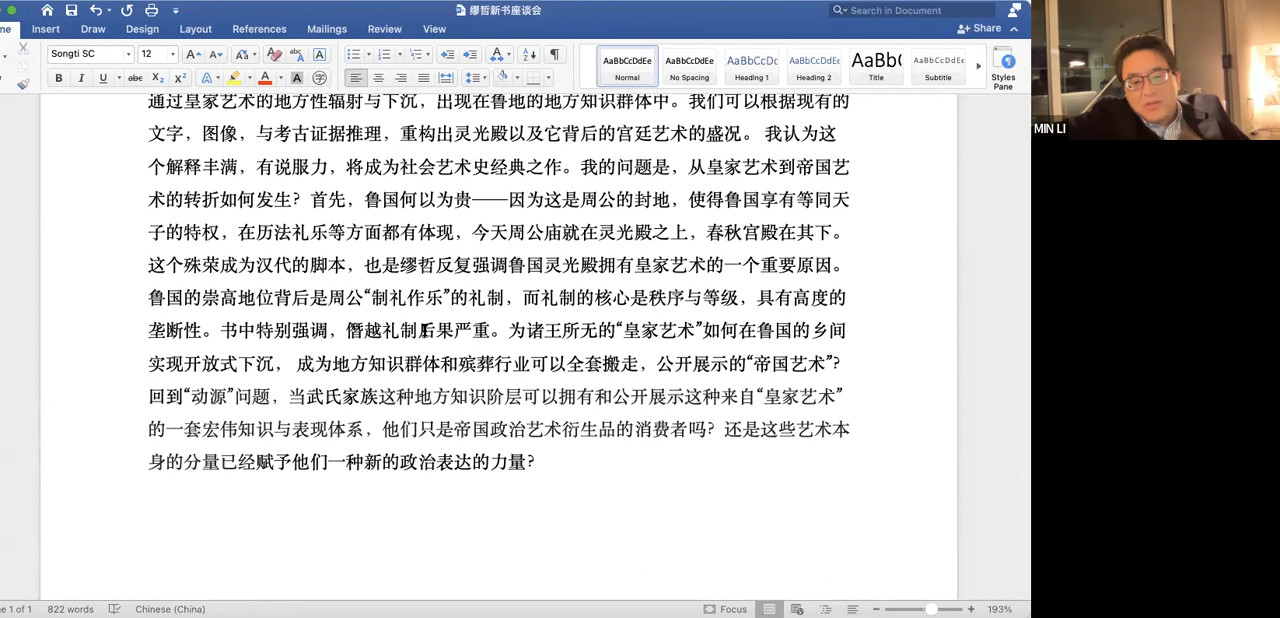 缪哲新书座谈会
Search in Document
me
Insert
Draw
Design
Layout
References
Mailings
Review
View
Share
Songti SC
12
AaBbCcDdEe
AaBbCcDdEe
AaBbCcDc
AaBbCcDdEe
AaBb(
AaBbCcDdEe
Normal
No Spacing
Heading 1
Heading 2
Title
Subtitle
Styles
Pane
通过皇家艺术的地方性辐射与下沉，出现在鲁地的地方知识群体中。我们可以根据现有的
文字，图像，与考古证据推理，重构出灵光殿以及它背后的宫廷艺术的盛况。 我认为这
个解释丰满，有说服力，将成为社会艺术史经典之作。我的问题是，从皇家艺术到帝国艺
术的转折如何发生？首先，鲁国何以为贵——因为这是周公的封地，使得鲁国享有等同天
子的特权，在历法礼乐等方面都有体现，今天周公庙就在灵光殿之上，春秋宫殿在其下。
这个殊荣成为汉代的脚本，也是缪哲反复强调鲁国灵光殿拥有皇家艺术的一个重要原因。
鲁国的崇高地位背后是周公“制礼作乐”的礼制，而礼制的核心是秩序与等级，具有高度的
垄断性。书中特别强调，僭越礼制后果严重。为诸王所无的“皇家艺术”如何在鲁国的乡间
实现开放式下沉， 成为地方知识群体和殡葬行业可以全套搬走，公开展示的“帝国艺术”?
回到“动源”问题，当武氏家族这种地方知识阶层可以拥有和公开展示这种来自“皇家艺术”
的一套宏伟知识与表现体系，他们只是帝国政治艺术衍生品的消费者吗？还是这些艺术本
身的分量已经赋予他们一种新的政治表达的力量?
e 1 of 1
822 words
Chinese (China)
Focus
193%
MIN LI